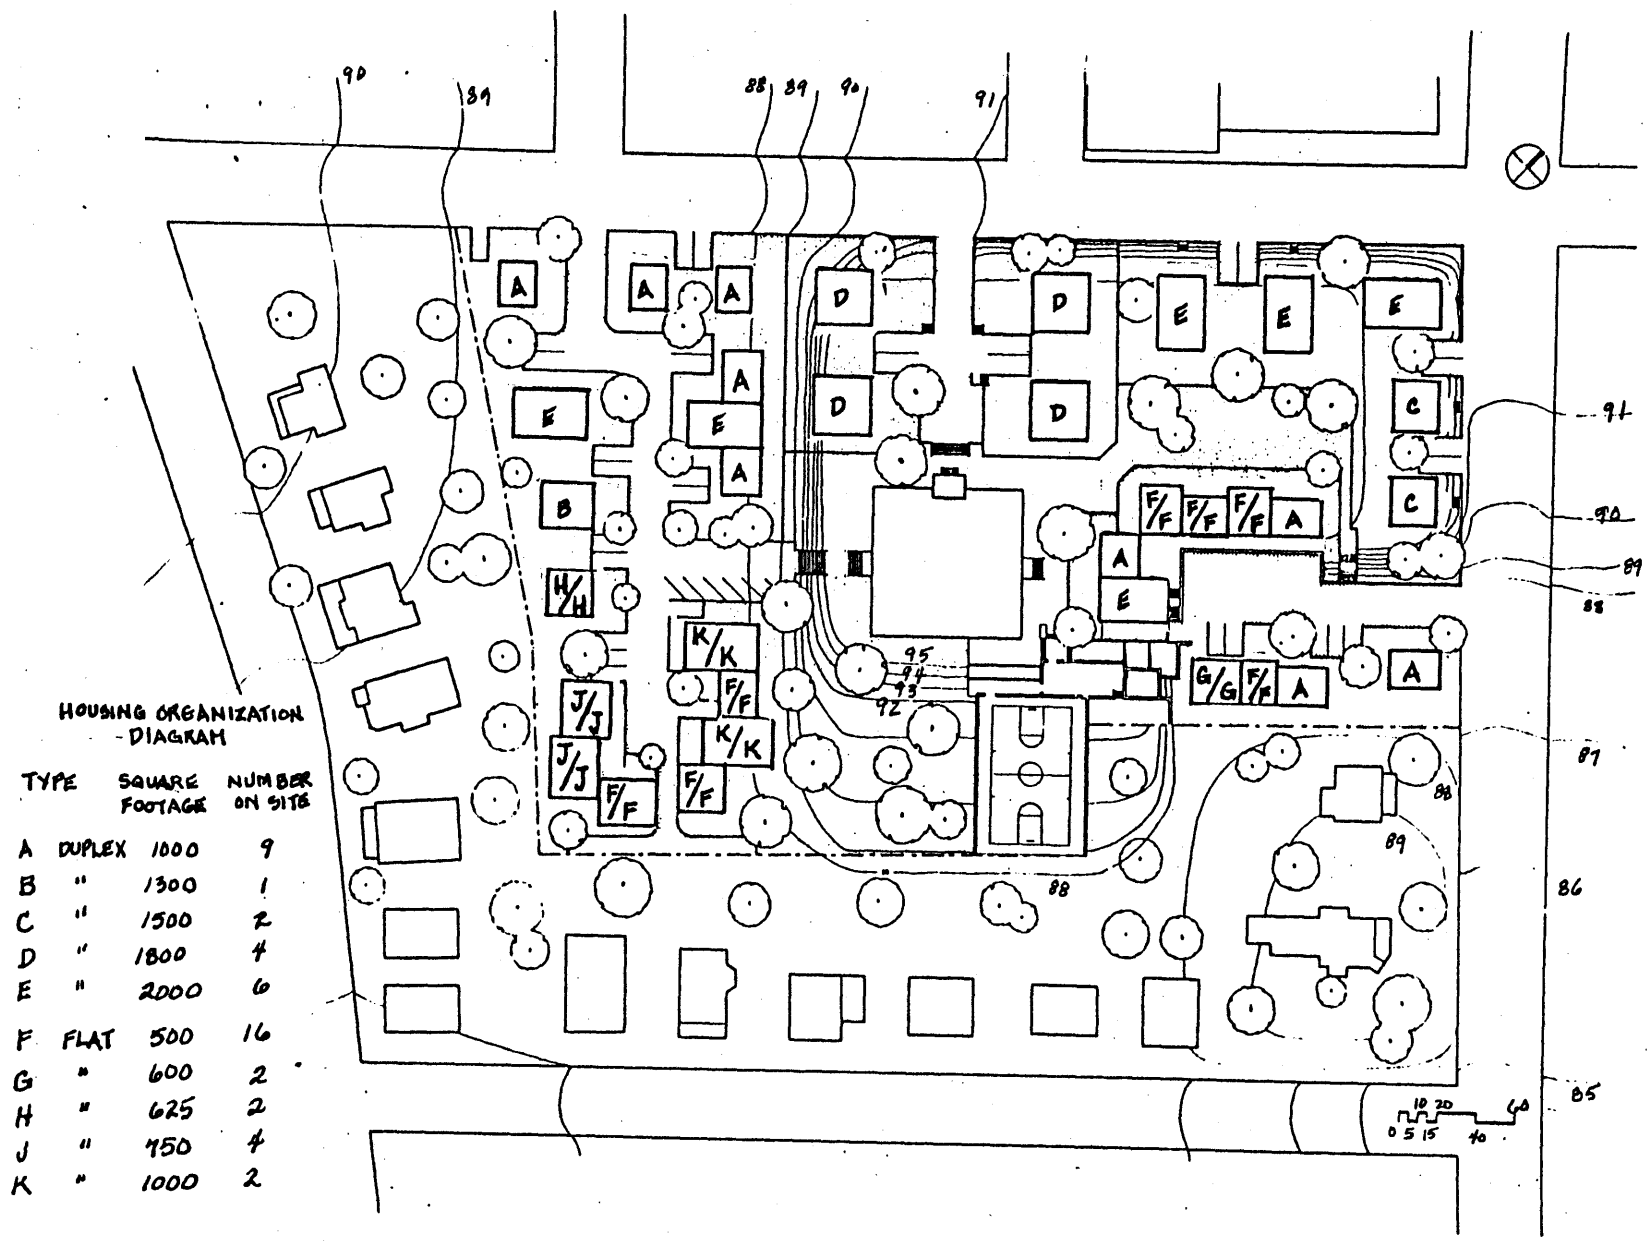 90
89
88 89 90
91
A
A
A
D
D
E
E
E
A
D
D
C
E
E
91
A
B
F/F
F/F
F/F
A
C
90
A
89
H/H
E
88
K/K
95
94
93
92
G/G
F/F
A
A
F/F
J/J
K/K
J/J
F/F
F/F
87
88
89
88
86
85
HOUSING ORGANIZATION
- DIAGRAM
TYPE SQUARE FOOTAGE NUMBER ON SITE
A DUPLEX 1000 9
B " 1300 1
C " 1500 2
D " 1800 4
E " 2000 6
F FLAT 500 16
G " 600 2
H " 625 2
J " 750 4
K " 1000 2
10 20 60
0 5 15 40